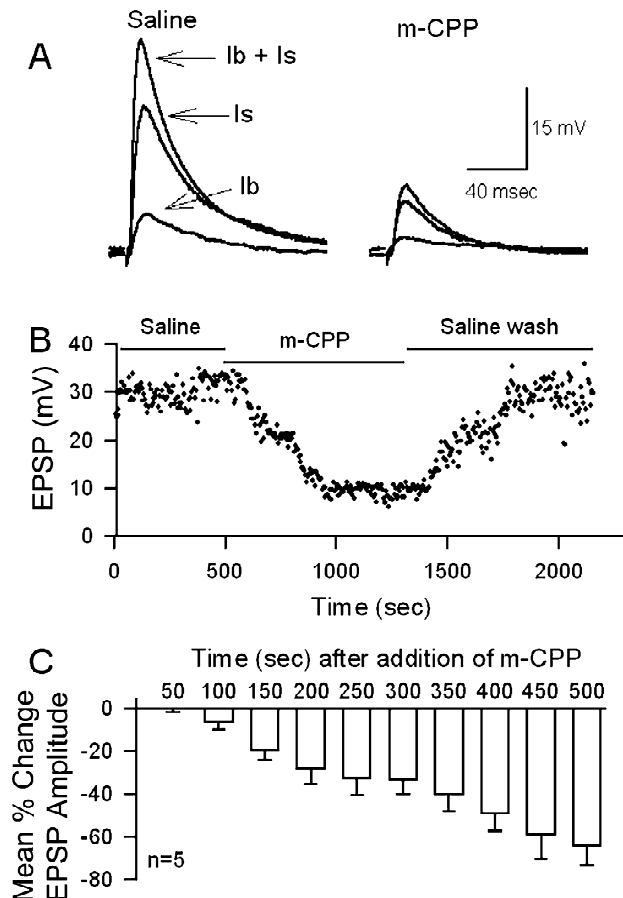 A
Saline
m-CPP
Ib + Is
Is
Ib
15 mV
40 msec
B
Saline
m-CPP
Saline wash
EPSP (mV)
40
30
20
10
0
0 500 1000 1500 2000
Time (sec)
C
Time (sec) after addition of m-CPP
50 100 150 200 250 300 350 400 450 500
Mean % Change
EPSP Amplitude
0
-20
-40
-60
-80
n=5